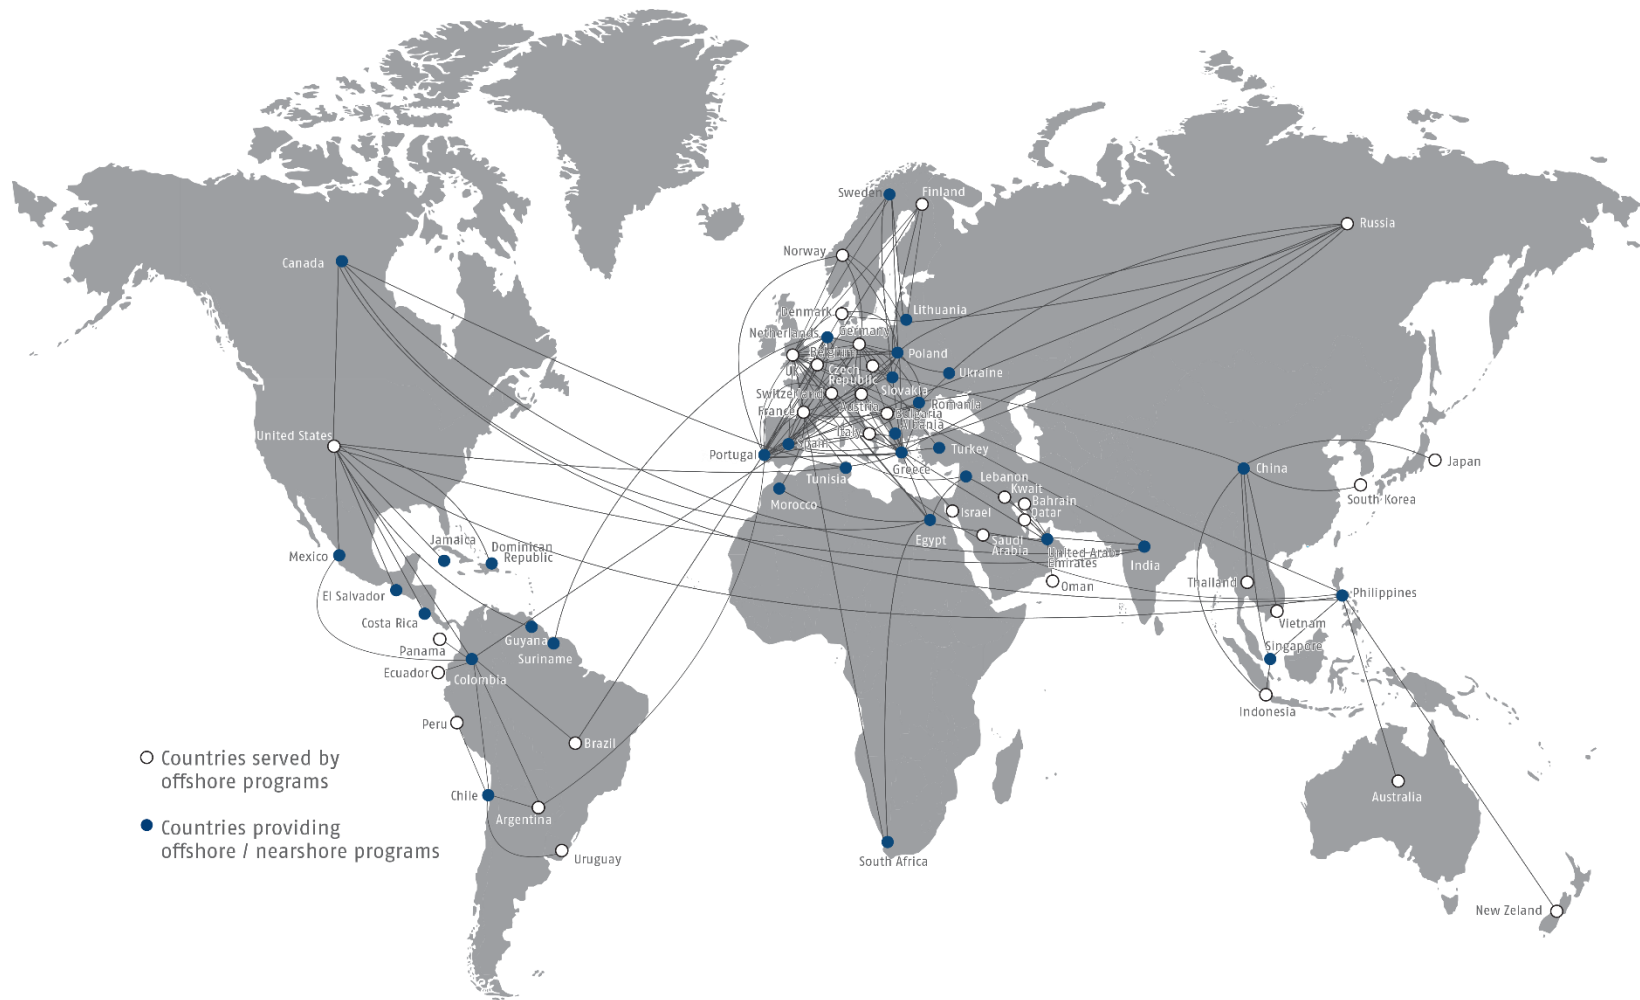 Sweden
Finland
Russia
Norway
Canada
Denmark
Lithuania
Netherlands
Germany
Belgium
Poland
UK
Czech
Republic
Ukraine
Slovakia
Switzerland
Austria
Romania
France
Bulgaria
Albania
United States
Italy
Spain
Portugal
Turkey
Greece
China
Japan
Tunisia
Lebanon
Kwait
Morocco
Bahrain
South Korea
Israel
Qatar
Egypt
Saudi
Arabia
Jamaica
Dominican
Republic
Mexico
United Arab
Emirates
India
Oman
Thailand
Philippines
El Salvador
Costa Rica
Vietnam
Guyana
Panama
Suriname
Singapore
Ecuador
Colombia
Indonesia
Peru
Brazil
Countries served by
offshore programs
Chile
Argentina
Australia
Countries providing
offshore / nearshore programs
Uruguay
South Africa
New Zeland